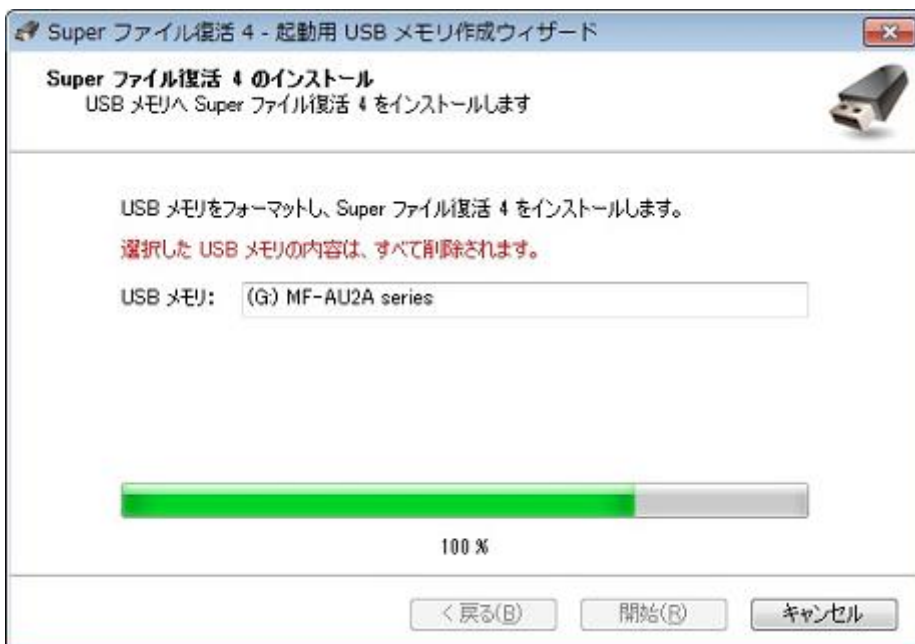 Super ファイル復活 4 - 起動用 USB メモリ作成ウィザード
Super ファイル復活 4 のインストール
USB メモリへ Super ファイル復活 4 をインストールします
USB メモリをフォーマットし、Super ファイル復活 4 をインストールします。
選択した USB メモリの内容は、すべて削除されます。
USB メモリ: (G:) MF-AU2A series
100 %
< 戻る(B) 開始(R) キャンセル